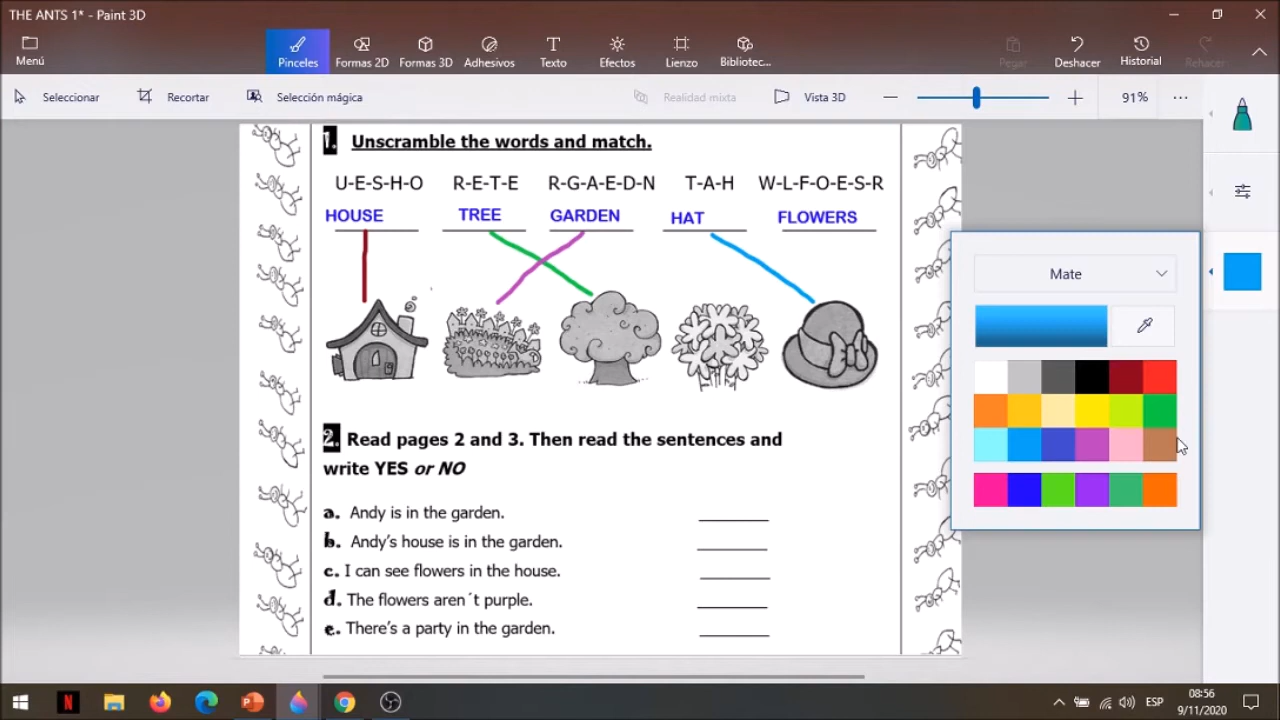 THE ANTS 1* - Paint 3D
Menú
Pinceles
Formas 2D
Formas 3D
Adhesivos
Texto
Efectos
Lienzo
Bibliotec...
Pegar
Deshacer
Historial
Rehacer
Seleccionar
Recortar
Selección mágica
Realidad mixta
Vista 3D
91%
1. Unscramble the words and match.
U-E-S-H-O R-E-T-E R-G-A-E-D-N T-A-H W-L-F-O-E-S-R
HOUSE TREE GARDEN HAT FLOWERS
Mate
2. Read pages 2 and 3. Then read the sentences and
write YES or NO
a. Andy is in the garden.
b. Andy's house is in the garden.
c. I can see flowers in the house.
d. The flowers aren´t purple.
e. There's a party in the garden.
ESP
08:56
9/11/2020